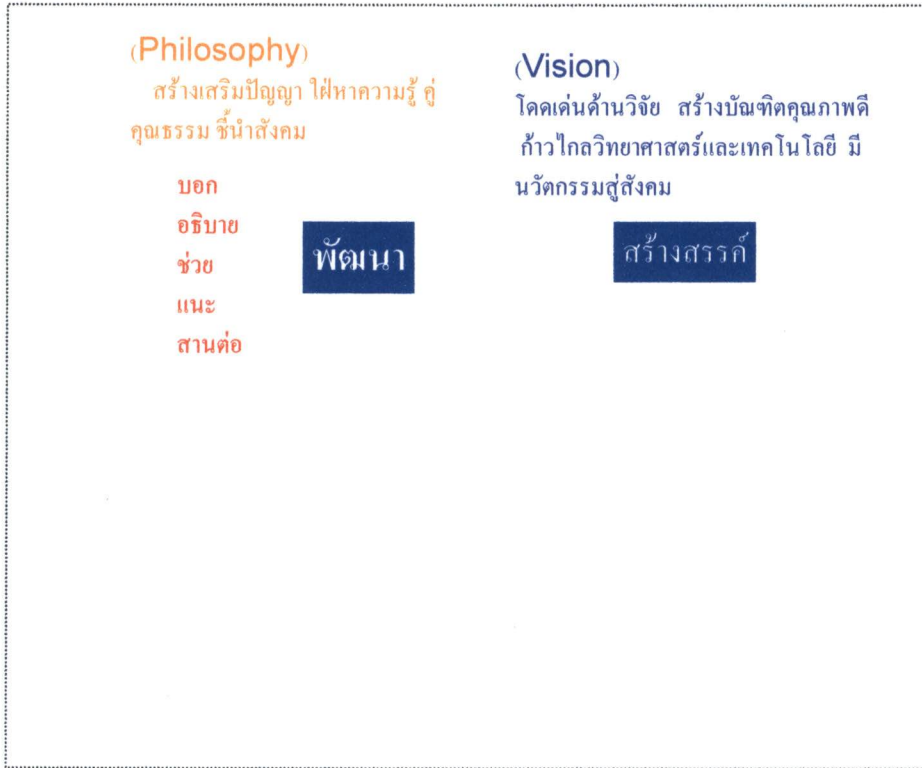 (Philosophy)
สร้างเสริมปัญญา ใฝ่หาความรู้ คู่
คุณธรรม ชี้นำสังคม
บอก
อธิบาย
ช่วย
แนะ
สานต่อ
พัฒนา
(Vision)
โดดเด่นด้านวิจัย สร้างบัณฑิตคุณภาพดี
ก้าวไกลวิทยาศาสตร์และเทคโนโลยี มี
นวัตกรรมสู่สังคม
สร้างสรรค์